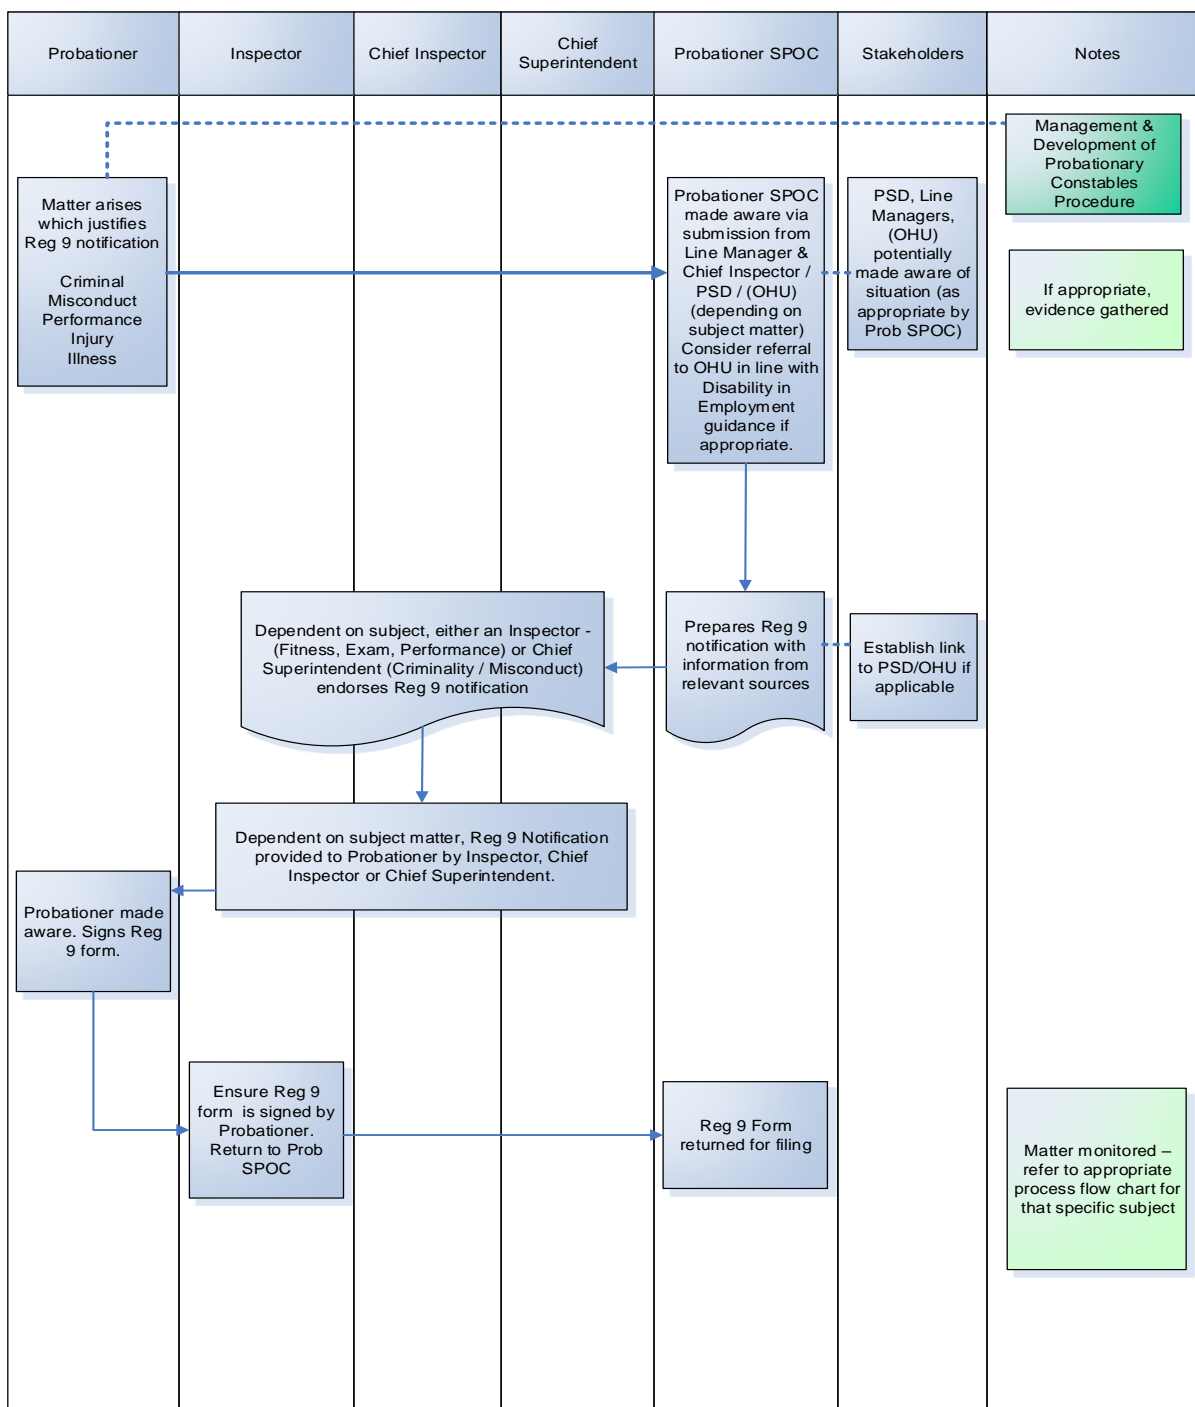 Probationer
Inspector
Chief Inspector
Chief
Superintendent
Probationer SPOC
Stakeholders
Notes
Management &
Development of
Probationary
Constables
Procedure
Matter arises
which justifies
Reg 9 notification
Criminal
Misconduct
Performance
Injury
Illness
Probationer SPOC
made aware via
submission from
Line Manager &
Chief Inspector /
PSD / (OHU)
(depending on
subject matter)
Consider referral
to OHU in line with
Disability in
Employment
guidance if
appropriate.
PSD, Line
Managers,
(OHU)
potentially
made aware of
situation (as
appropriate by
Prob SPOC)
If appropriate,
evidence gathered
Dependent on subject, either an Inspector -
(Fitness, Exam, Performance) or Chief
Superintendent (Criminality / Misconduct)
endorses Reg 9 notification
Prepares Reg 9
notification with
information from
relevant sources
Establish link
to PSD/OHU if
applicable
Dependent on subject matter, Reg 9 Notification
provided to Probationer by Inspector, Chief
Inspector or Chief Superintendent.
Probationer made
aware. Signs Reg
9 form.
Ensure Reg 9
form is signed by
Probationer.
Return to Prob
SPOC
Reg 9 Form
returned for filing
Matter monitored –
refer to appropriate
process flow chart for
that specific subject